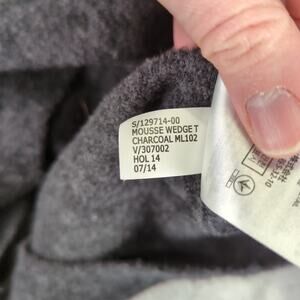 S/129714-00
MOUSSE WEDGE T
CHARCOAL ML102
V/307002
HOL 14
07/14